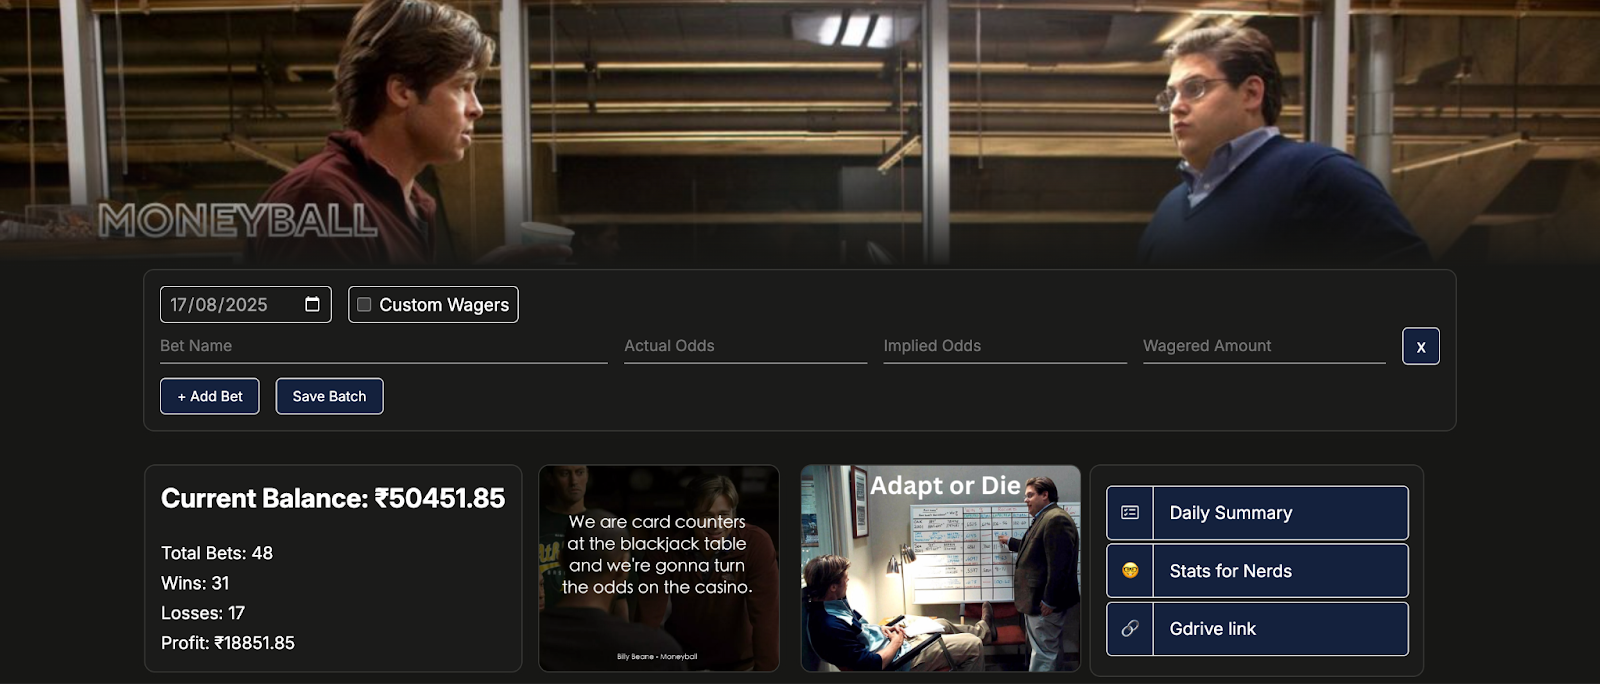 MONEYBALL
17/08/2025
Custom Wagers
Bet Name
Actual Odds
Implied Odds
Wagered Amount
X
+ Add Bet
Save Batch
Current Balance: ₹50451.85
Total Bets: 48
Wins: 31
Losses: 17
Profit: ₹18851.85
We are card counters
at the blackjack table
and we're gonna turn
the odds on the casino.
Billy Beane - Moneyball
Adapt or Die
Daily Summary
Stats for Nerds
Gdrive link